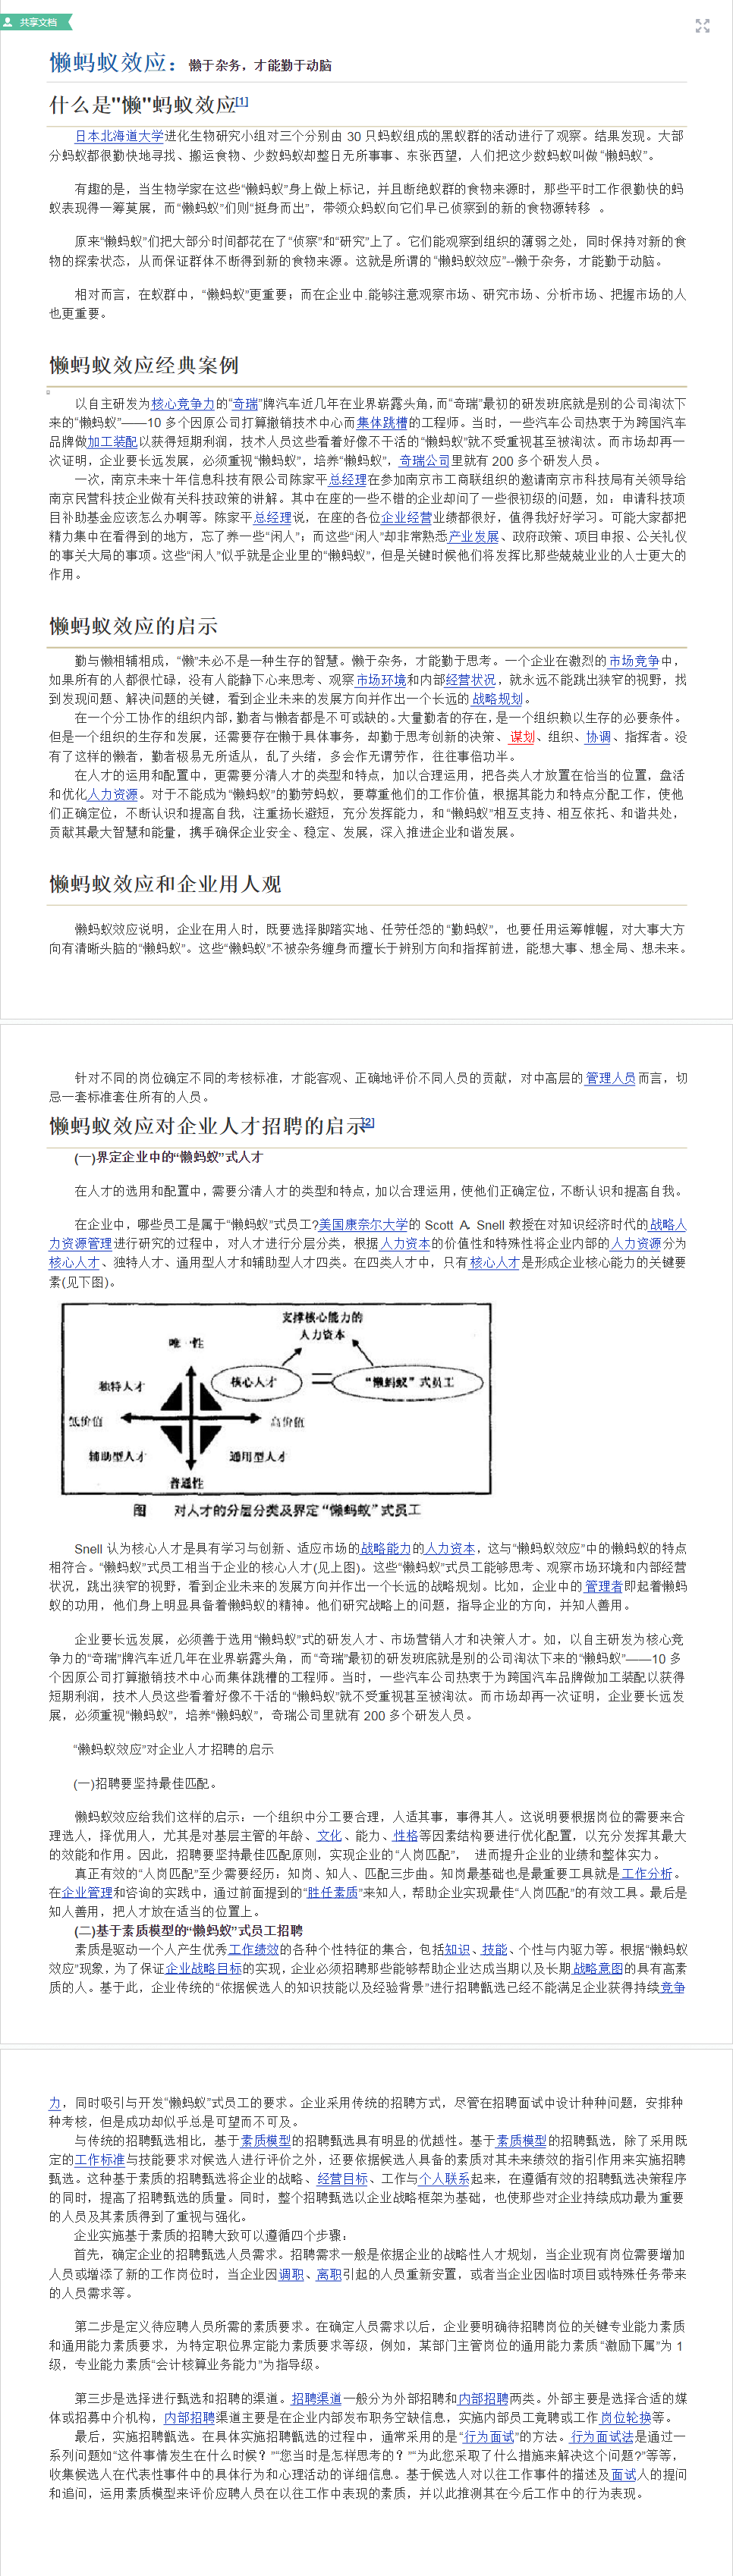 共享文档
懒蚂蚁效应：懒于杂务，才能勤于动脑
什么是"懒"蚂蚁效应[1]
日本北海道大学进化生物研究小组对三个分别由 30 只蚂蚁组成的黑蚁群的活动进行了观察。结果发现。大部
分蚂蚁都很勤快地寻找、搬运食物、少数蚂蚁却整日无所事事、东张西望，人们把这少数蚂蚁叫做“懒蚂蚁”。
有趣的是，当生物学家在这些“懒蚂蚁”身上做上标记，并且断绝蚁群的食物来源时，那些平时工作很勤快的蚂
蚁表现得一筹莫展，而“懒蚂蚁”们则“挺身而出”，带领众蚂蚁向它们早已侦察到的新的食物源转移 。
原来“懒蚂蚁”们把大部分时间都花在了“侦察”和“研究”上了。它们能观察到组织的薄弱之处，同时保持对新的食
物的探索状态，从而保证群体不断得到新的食物来源。这就是所谓的“懒蚂蚁效应”--懒于杂务，才能勤于动脑。
相对而言，在蚁群中，“懒蚂蚁”更重要；而在企业中.能够注意观察市场、研究市场、分析市场、把握市场的人
也更重要。
懒蚂蚁效应经典案例
以自主研发为核心竞争力的“奇瑞”牌汽车近几年在业界崭露头角，而“奇瑞”最初的研发班底就是别的公司淘汰下
来的“懒蚂蚁”——10 多个因原公司打算撤销技术中心而集体跳槽的工程师。当时，一些汽车公司热衷于为跨国汽车
品牌做加工装配以获得短期利润，技术人员这些看着好像不干活的“懒蚂蚁”就不受重视甚至被淘汰。而市场却再一
次证明，企业要长远发展，必须重视“懒蚂蚁”，培养“懒蚂蚁”，奇瑞公司里就有 200 多个研发人员。
一次，南京未来十年信息科技有限公司陈家平总经理在参加南京市工商联组织的邀请南京市科技局有关领导给
南京民营科技企业做有关科技政策的讲解。其中在座的一些不错的企业却问了一些很初级的问题，如：申请科技项
目补助基金应该怎么办啊等。陈家平总经理说，在座的各位企业经营业绩都很好，值得我好好学习。可能大家都把
精力集中在看得到的地方，忘了养一些“闲人”；而这些“闲人”却非常熟悉产业发展、政府政策、项目申报、公关礼仪
的事关大局的事项。这些“闲人”似乎就是企业里的“懒蚂蚁”，但是关键时候他们将发挥比那些兢兢业业的人士更大的
作用。
懒蚂蚁效应的启示
勤与懒相辅相成，“懒”未必不是一种生存的智慧。懒于杂务，才能勤于思考。一个企业在激烈的市场竞争中，
如果所有的人都很忙碌，没有人能静下心来思考、观察市场环境和内部经营状况，就永远不能跳出狭窄的视野，找
到发现问题、解决问题的关键，看到企业未来的发展方向并作出一个长远的战略规划。
在一个分工协作的组织内部,勤者与懒者都是不可或缺的。大量勤者的存在,是一个组织赖以生存的必要条件。
但是一个组织的生存和发展，还需要存在懒于具体事务，却勤于思考创新的决策、谋划、组织、协调、指挥者。没
有了这样的懒者，勤者极易无所适从，乱了头绪，多会作无谓劳作，往往事倍功半。
在人才的运用和配置中，更需要分清人才的类型和特点，加以合理运用，把各类人才放置在恰当的位置，盘活
和优化人力资源。对于不能成为“懒蚂蚁”的勤劳蚂蚁，要尊重他们的工作价值，根据其能力和特点分配工作，使他
们正确定位，不断认识和提高自我，注重扬长避短，充分发挥能力，和“懒蚂蚁”相互支持、相互依托、和谐共处，
贡献其最大智慧和能量，携手确保企业安全、稳定、发展，深入推进企业和谐发展。
懒蚂蚁效应和企业用人观
懒蚂蚁效应说明，企业在用人时，既要选择脚踏实地、任劳任怨的“勤蚂蚁”，也要任用运筹帷幄，对大事大方
向有清晰头脑的“懒蚂蚁”。这些“懒蚂蚁”不被杂务缠身而擅长于辨别方向和指挥前进，能想大事、想全局、想未来。
针对不同的岗位确定不同的考核标准，才能客观、正确地评价不同人员的贡献，对中高层的管理人员而言，切
忌一套标准套住所有的人员。
懒蚂蚁效应对企业人才招聘的启示[2]
(一)界定企业中的“懒蚂蚁”式人才
在人才的选用和配置中，需要分清人才的类型和特点，加以合理运用，使他们正确定位，不断认识和提高自我。
在企业中，哪些员工是属于“懒蚂蚁”式员工?美国康奈尔大学的 Scott A. Snell 教授在对知识经济时代的战略人
力资源管理进行研究的过程中，对人才进行分层分类，根据人力资本的价值性和特殊性将企业内部的人力资源分为
核心人才、独特人才、通用型人才和辅助型人才四类。在四类人才中，只有核心人才是形成企业核心能力的关键要
素(见下图)。
支撑核心能力的
人力资本
唯一性
独特人才
核心人才
“懒蚂蚁”式员工
低价值
高价值
辅助型人才
通用型人才
普通性
图 对人才的分层分类及界定“懒蚂蚁”式员工
Snell 认为核心人才是具有学习与创新、适应市场的战略能力的人力资本，这与“懒蚂蚁效应”中的懒蚂蚁的特点
相符合。“懒蚂蚁”式员工相当于企业的核心人才(见上图)。这些“懒蚂蚁”式员工能够思考、观察市场环境和内部经营
状况，跳出狭窄的视野，看到企业未来的发展方向并作出一个长远的战略规划。比如，企业中的管理者即起着懒蚂
蚁的功用，他们身上明显具备着懒蚂蚁的精神。他们研究战略上的问题，指导企业的方向，并知人善用。
企业要长远发展，必须善于选用“懒蚂蚁”式的研发人才、市场营销人才和决策人才。如，以自主研发为核心竞
争力的“奇瑞”牌汽车近几年在业界崭露头角，而“奇瑞”最初的研发班底就是别的公司淘汰下来的“懒蚂蚁”——10 多
个因原公司打算撤销技术中心而集体跳槽的工程师。当时，一些汽车公司热衷于为跨国汽车品牌做加工装配以获得
短期利润，技术人员这些看着好像不干活的“懒蚂蚁”就不受重视甚至被淘汰。而市场却再一次证明，企业要长远发
展，必须重视“懒蚂蚁”，培养“懒蚂蚁”，奇瑞公司里就有 200 多个研发人员。
“懒蚂蚁效应”对企业人才招聘的启示
(一)招聘要坚持最佳匹配。
懒蚂蚁效应给我们这样的启示：一个组织中分工要合理，人适其事，事得其人。这说明要根据岗位的需要来合
理选人，择优用人，尤其是对基层主管的年龄、文化、能力、性格等因素结构要进行优化配置，以充分发挥其最大
的效能和作用。因此，招聘要坚持最佳匹配原则，实现企业的“人岗匹配”， 进而提升企业的业绩和整体实力。
真正有效的“人岗匹配”至少需要经历：知岗、知人、匹配三步曲。知岗最基础也是最重要工具就是工作分析。
在企业管理和咨询的实践中，通过前面提到的“胜任素质”来知人，帮助企业实现最佳“人岗匹配”的有效工具。最后是
知人善用，把人才放在适当的位置上。
(二)基于素质模型的“懒蚂蚁”式员工招聘
素质是驱动一个人产生优秀工作绩效的各种个性特征的集合，包括知识、技能、个性与内驱力等。根据“懒蚂蚁
效应”现象，为了保证企业战略目标的实现，企业必须招聘那些能够帮助企业达成当期以及长期战略意图的具有高素
质的人。基于此，企业传统的“依据候选人的知识技能以及经验背景”进行招聘甄选已经不能满足企业获得持续竞争
力，同时吸引与开发“懒蚂蚁”式员工的要求。企业采用传统的招聘方式，尽管在招聘面试中设计种种问题，安排种
种考核，但是成功却似乎总是可望而不可及。
与传统的招聘甄选相比，基于素质模型的招聘甄选具有明显的优越性。基于素质模型的招聘甄选，除了采用既
定的工作标准与技能要求对候选人进行评价之外，还要依据候选人具备的素质对其未来绩效的指引作用来实施招聘
甄选。这种基于素质的招聘甄选将企业的战略、经营目标、工作与个人联系起来，在遵循有效的招聘甄选决策程序
的同时，提高了招聘甄选的质量。同时，整个招聘甄选以企业战略框架为基础，也使那些对企业持续成功最为重要
的人员及其素质得到了重视与强化。
企业实施基于素质的招聘大致可以遵循四个步骤：
首先，确定企业的招聘甄选人员需求。招聘需求一般是依据企业的战略性人才规划，当企业现有岗位需要增加
人员或增添了新的工作岗位时，当企业因调职、离职引起的人员重新安置，或者当企业因临时项目或特殊任务带来
的人员需求等。
第二步是定义待应聘人员所需的素质要求。在确定人员需求以后，企业要明确待招聘岗位的关键专业能力素质
和通用能力素质要求，为特定职位界定能力素质要求等级，例如，某部门主管岗位的通用能力素质“激励下属”为 1
级，专业能力素质“会计核算业务能力”为指导级。
第三步是选择进行甄选和招聘的渠道。招聘渠道一般分为外部招聘和内部招聘两类。外部主要是选择合适的媒
体或招募中介机构，内部招聘渠道主要是在企业内部发布职务空缺信息，实施内部员工竟聘或工作岗位轮换等。
最后，实施招聘甄选。在具体实施招聘甄选的过程中，通常采用的是“行为面试”的方法。行为面试法是通过一
系列问题如“这件事情发生在什么时候？”“您当时是怎样思考的？”“为此您采取了什么措施来解决这个问题?”等等，
收集候选人在代表性事件中的具体行为和心理活动的详细信息。基于候选人对以往工作事件的描述及面试人的提问
和追问，运用素质模型来评价应聘人员在以往工作中表现的素质，并以此推测其在今后工作中的行为表现。